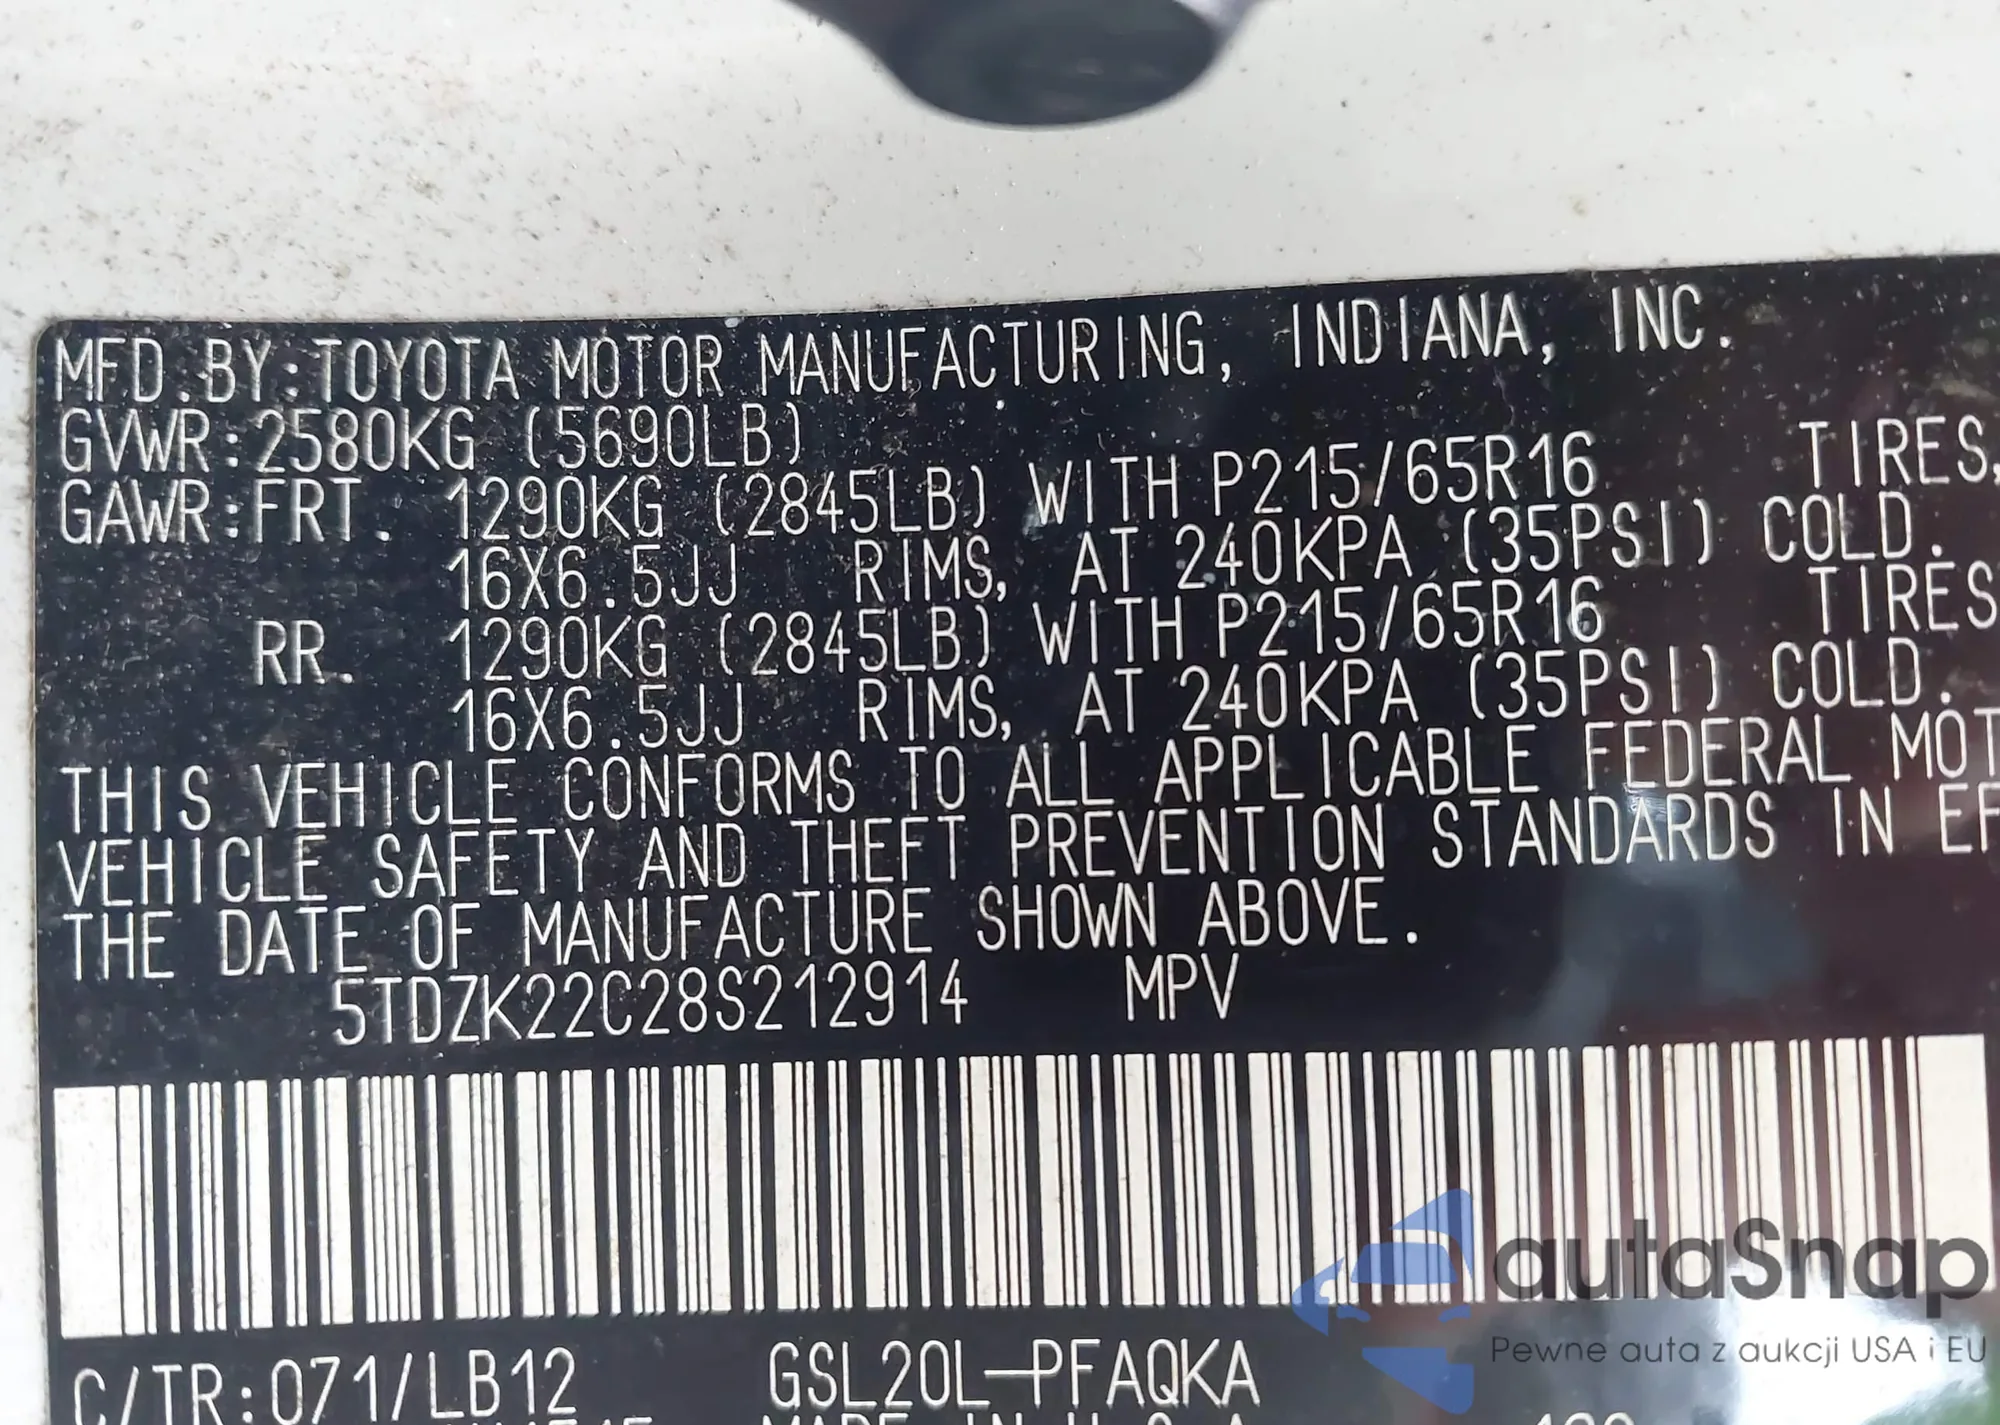 MFD.BY:TOYOTA MOTOR MANUFACTURING, INDIANA, INC.
GVWR:2580KG (5690LB)
GAWR:FRT. 1290KG (2845LB) WITH P215/65R16 TIRES,
16X6.5JJ RIMS, AT 240KPA (35PSI) COLD.
RR. 1290KG (2845LB) WITH P215/65R16 TIRES
16X6.5JJ RIMS, AT 240KPA (35PSI) COLD.
THIS VEHICLE CONFORMS TO ALL APPLICABLE FEDERAL MOT
VEHICLE SAFETY AND THEFT PREVENTION STANDARDS IN EF
THE DATE OF MANUFACTURE SHOWN ABOVE.
5TDZK22C28S212914 MPV
C/TR:071/LB12 GSL20L-PFAQKA
MADE IN U.S.A.
autaSnap
Pewne auta z aukcji USA i EU